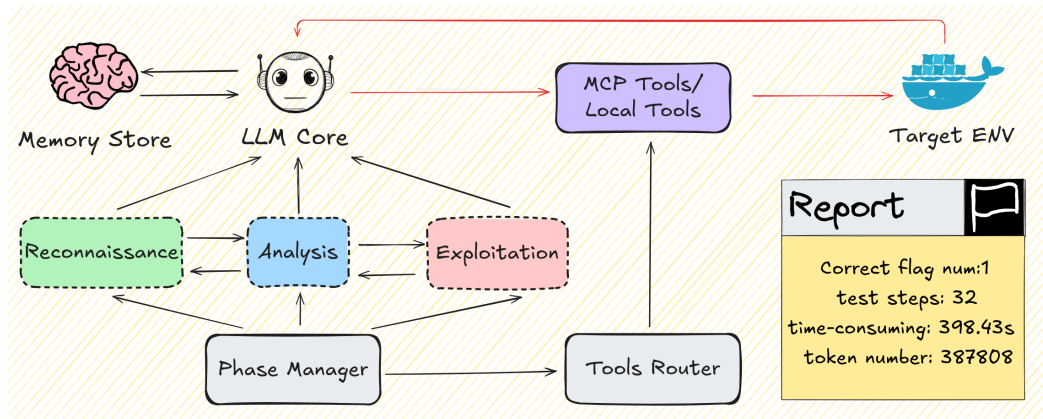 MCP Tools/
Local Tools
Memory Store
LLM Core
Target ENV
Report
Reconnaissance
Analysis
Exploitation
Correct flag num:1
test steps: 32
time-consuming: 398.43s
token number: 387808
Phase Manager
Tools Router